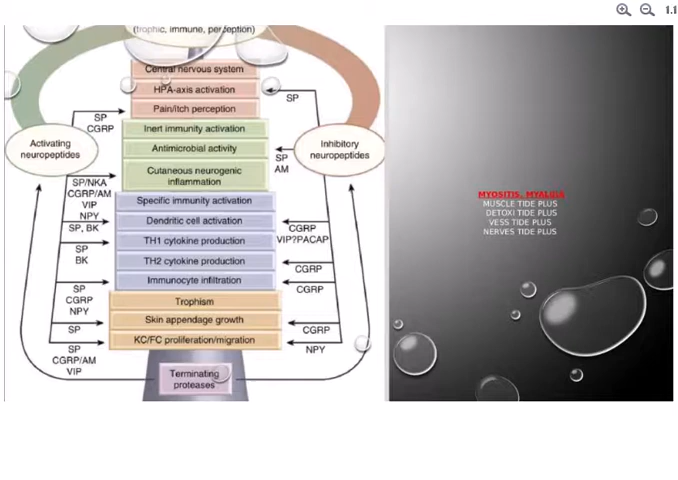 1.1
(trophic, immune, perception)
Central nervous system
HPA-axis activation
SP
Pain/itch perception
SP
CGRP
Inert immunity activation
Activating
neuropeptides
Antimicrobial activity
Inhibitory
neuropeptides
SP
AM
Cutaneous neurogenic
inflammation
SP/NKA
CGRP/AM
VIP
NPY
Specific immunity activation
Dendritic cell activation
SP, BK
CGRP
VIP?PACAP
TH1 cytokine production
SP
BK
TH2 cytokine production
CGRP
Immunocyte infiltration
SP
CGRP
NPY
CGRP
Trophism
Skin appendage growth
SP
CGRP
KC/FC proliferation/migration
SP
CGRP/AM
VIP
NPY
Terminating
proteases
MYOSITIS, MYALIGIA
MUSCLE TIDE PLUS
DETOXI TIDE PLUS
VESS TIDE PLUS
NERVES TIDE PLUS